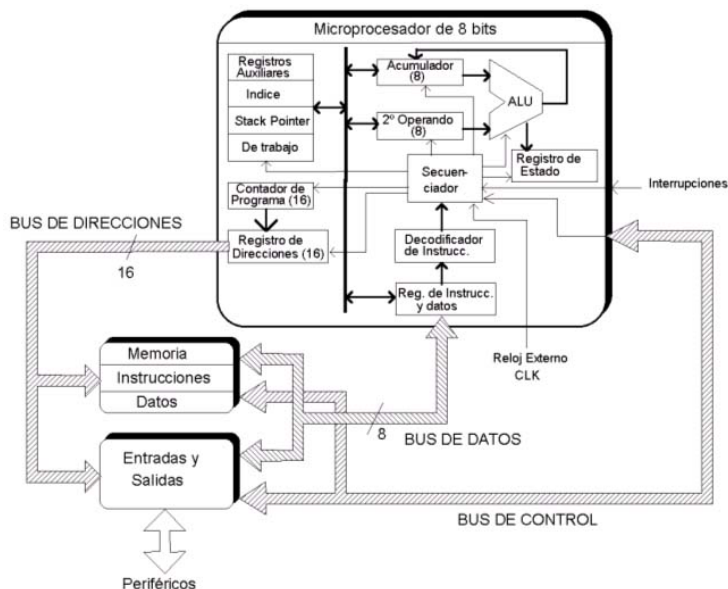 Microprocesador de 8 bits
Registros
Auxiliares
Indice
Stack Pointer
De trabajo
Acumulador
(8)
2º Operando
(8)
ALU
Registro de
Estado
Secuen-
ciador
Interrupciones
Contador de
Programa (16)
BUS DE DIRECCIONES
16
Registro de
Direcciones (16)
Decodificador
de Instrucc.
Reg. de Instrucc.
y datos
Reloj Externo
CLK
Memoria
Instrucciones
Datos
8
BUS DE DATOS
Entradas y
Salidas
BUS DE CONTROL
Periféricos